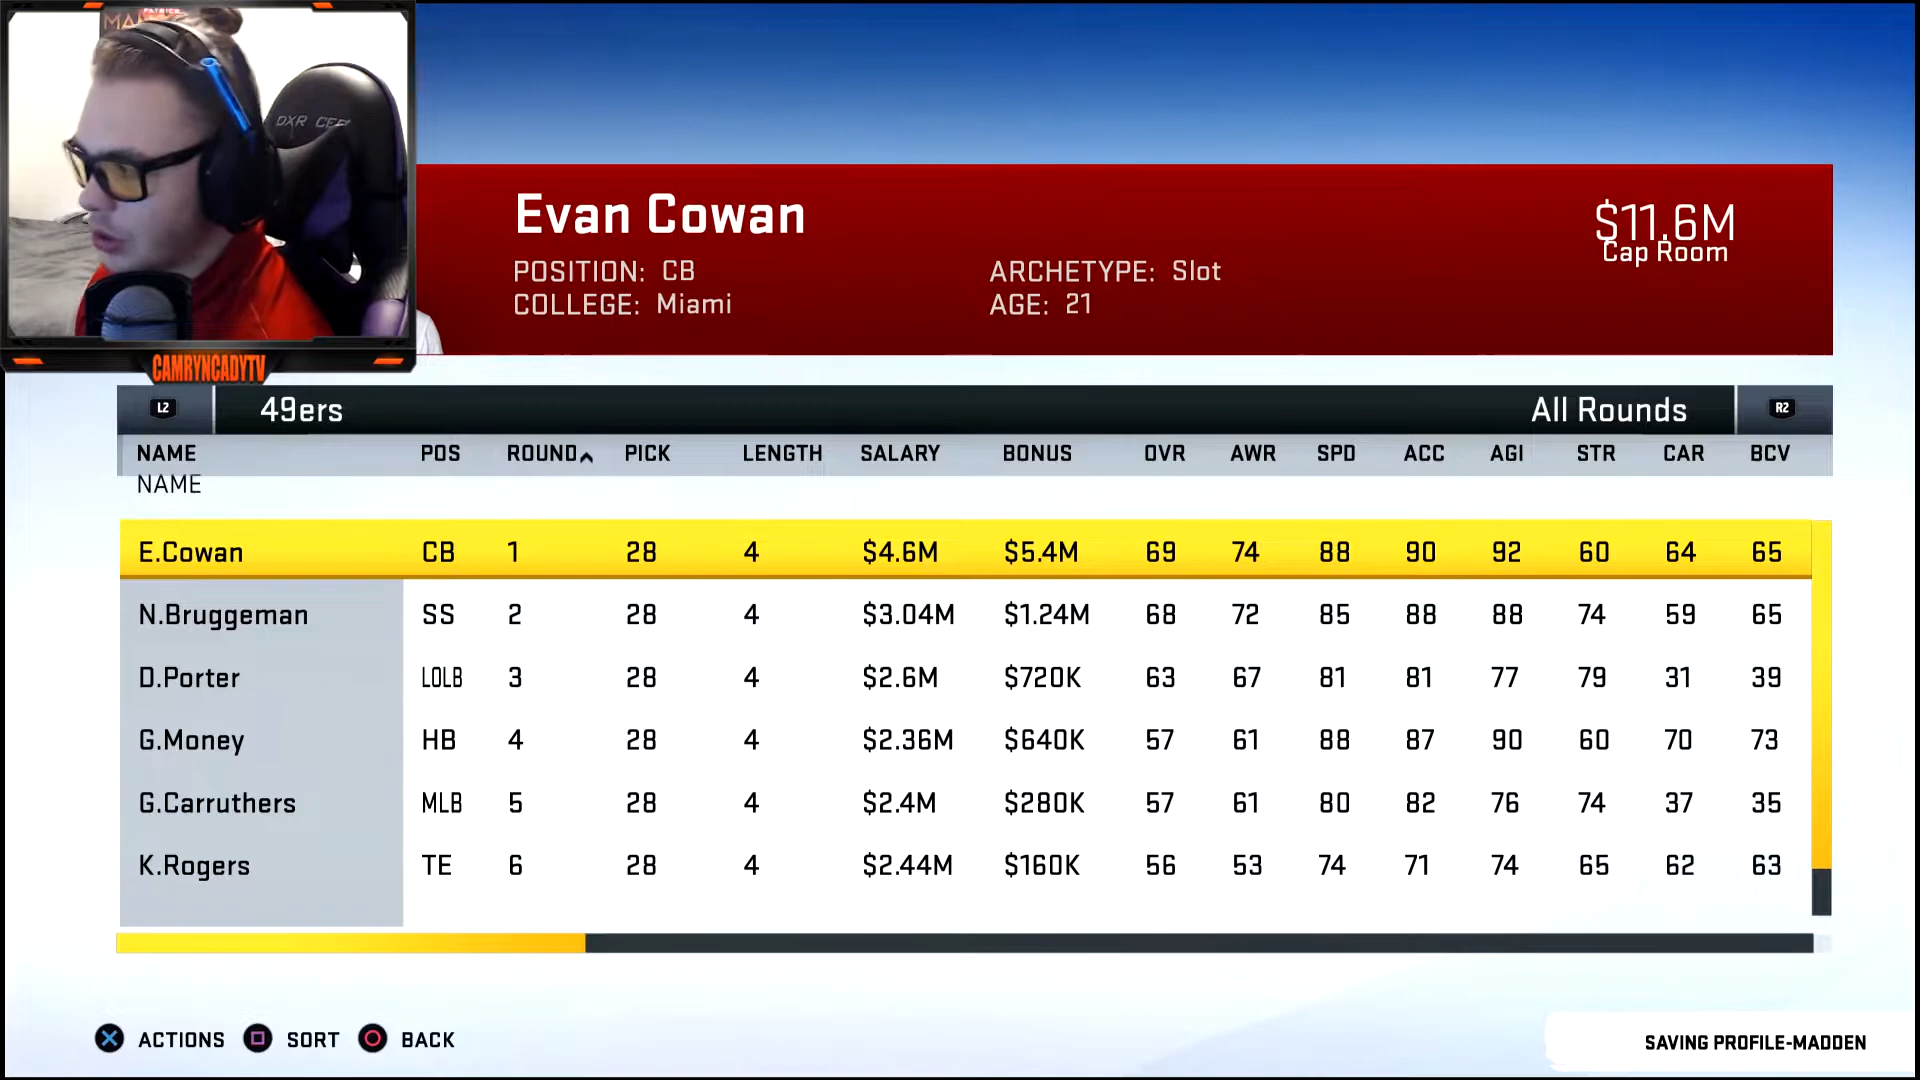 PATRICK
MA
DXR
CAMRYNCADYTV
Evan Cowan
POSITION: CB
COLLEGE: Miami
ARCHETYPE: Slot
AGE: 21
$11.6M
Cap Room
L2 49ers All Rounds R2
NAME POS ROUND PICK LENGTH SALARY BONUS OVR AWR SPD ACC AGI STR CAR BCV
NAME
E.Cowan CB 1 28 4 $4.6M $5.4M 69 74 88 90 92 60 64 65
N.Bruggeman SS 2 28 4 $3.04M $1.24M 68 72 85 88 88 74 59 65
D.Porter LOLB 3 28 4 $2.6M $720K 63 67 81 81 77 79 31 39
G.Money HB 4 28 4 $2.36M $640K 57 61 88 87 90 60 70 73
G.Carruthers MLB 5 28 4 $2.4M $280K 57 61 80 82 76 74 37 35
K.Rogers TE 6 28 4 $2.44M $160K 56 53 74 71 74 65 62 63
ACTIONS SORT BACK
SAVING PROFILE-MADDEN